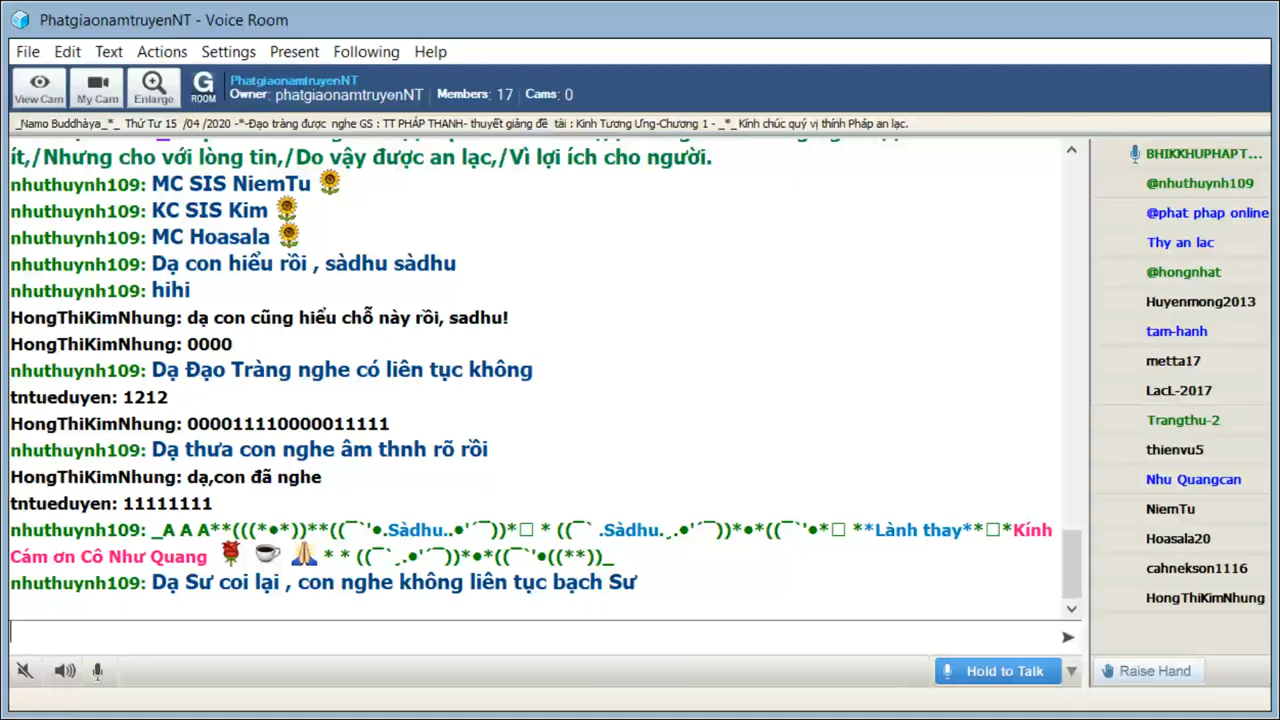 PhatgiaonamtruyenNT - Voice Room
File Edit Text Actions Settings Present Following Help
View Cam My Cam Enlarge G ROOM
PhatgiaonamtruyenNT
Owner: phatgiaonamtruyenNT Members: 17 Cams: 0
_Namo Buddhàya_*_ Thứ Tư 15 /04 /2020 -*-Đạo tràng được nghe GS : TT PHÁP THANH- thuyết giảng đề tài : Kinh Tương Ưng-Chương 1 - _*_ Kính chúc quý vị thính Pháp an lạc.
ít,/Nhưng cho với lòng tin,/Do vậy được an lạc,/Vì lợi ích cho người.
nhuthuynh109: MC SIS NiemTu 🌻
nhuthuynh109: KC SIS Kim 🌻
nhuthuynh109: MC Hoasala 🌻
nhuthuynh109: Dạ con hiểu rồi , sàdhu sàdhu
nhuthuynh109: hihi
HongThiKimNhung: dạ con cũng hiểu chỗ này rồi, sadhu!
HongThiKimNhung: 0000
nhuthuynh109: Dạ Đạo Tràng nghe có liên tục không
tntueduyen: 1212
HongThiKimNhung: 0000111110000011111
nhuthuynh109: Dạ thưa con nghe âm thnh rõ rồi
HongThiKimNhung: dạ,con đã nghe
tntueduyen: 11111111
nhuthuynh109: _A A A**(((*●*))**((¯`'●.Sàdhu..●'´¯))*□ * ((¯` .Sàdhu.¸.●'´¯))*●*((¯`'●*□ **Lành thay**□*Kính
Cám ơn Cô Như Quang 🌹 ☕ 🙏 * * ((¯`¸.●'´¯))*●*((¯`'●((**))_
nhuthuynh109: Dạ Sư coi lại , con nghe không liên tục bạch Sư
BHIKKHUPHAPT...
@nhuthuynh109
@phat phap online
Thy an lac
@hongnhat
Huyenmong2013
tam-hanh
metta17
LacL-2017
Trangthu-2
thienvu5
Nhu Quangcan
NiemTu
Hoasala20
cahnekson1116
HongThiKimNhung
Hold to Talk
Raise Hand